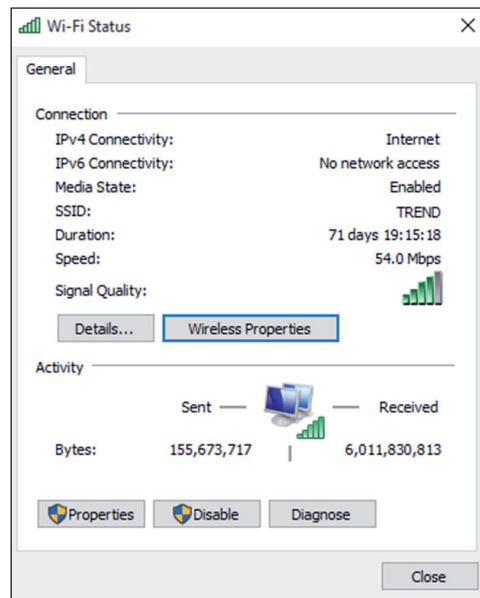 Wi-Fi Status
General
Connection
IPv4 Connectivity: Internet
IPv6 Connectivity: No network access
Media State: Enabled
SSID: TREND
Duration: 71 days 19:15:18
Speed: 54.0 Mbps
Signal Quality:
Details... Wireless Properties
Activity
Sent Received
Bytes: 155,673,717 6,011,830,813
Properties Disable Diagnose
Close